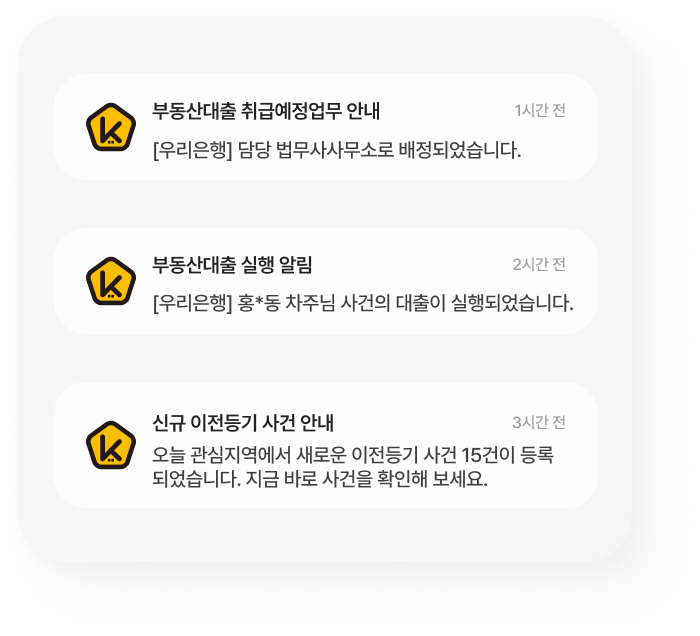 부동산대출 취급예정업무 안내
1시간 전
[우리은행] 담당 법무사사무소로 배정되었습니다.
부동산대출 실행 알림
2시간 전
[우리은행] 홍*동 차주님 사건의 대출이 실행되었습니다.
신규 이전등기 사건 안내
3시간 전
오늘 관심지역에서 새로운 이전등기 사건 15건이 등록
되었습니다. 지금 바로 사건을 확인해 보세요.